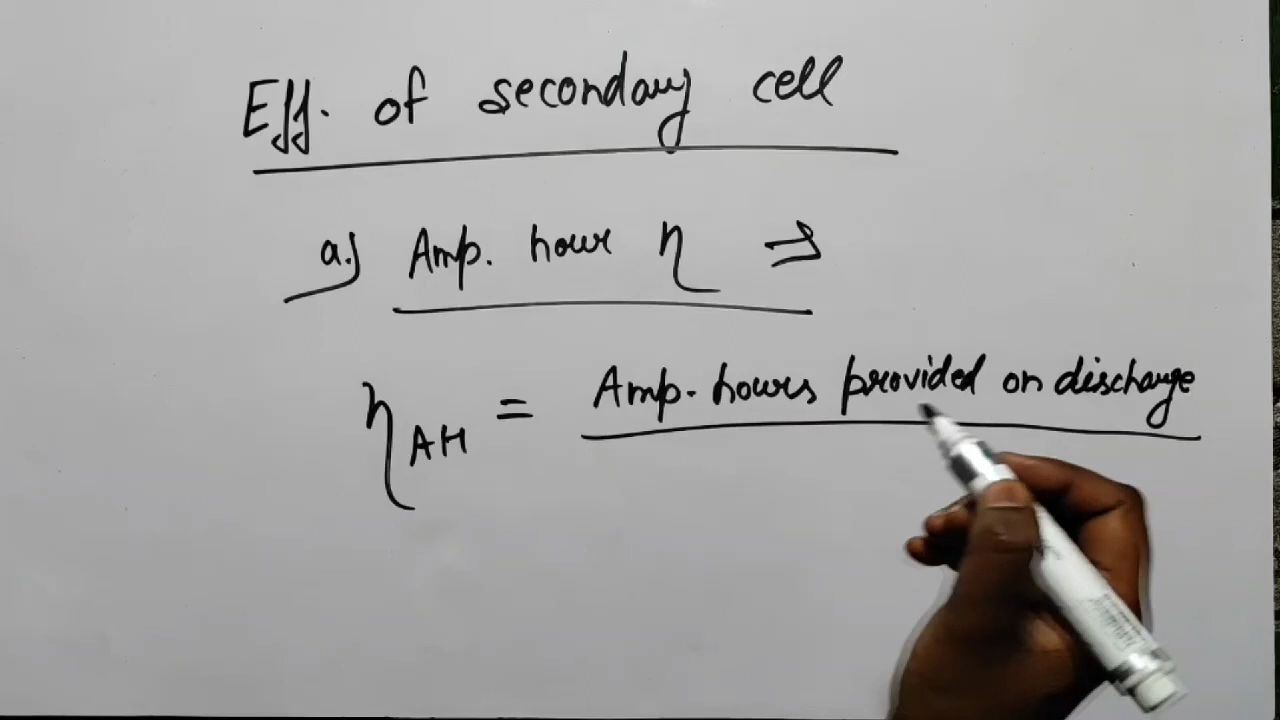 Eff. of secondary cell
a.) Amp. hour η ⇒
η AH = Amp. hours provided on discharge